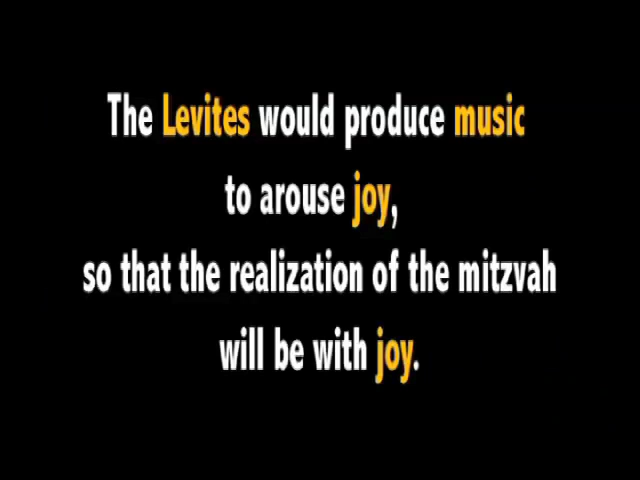 The Levites would produce music
to arouse joy,
so that the realization of the mitzvah
will be with joy.